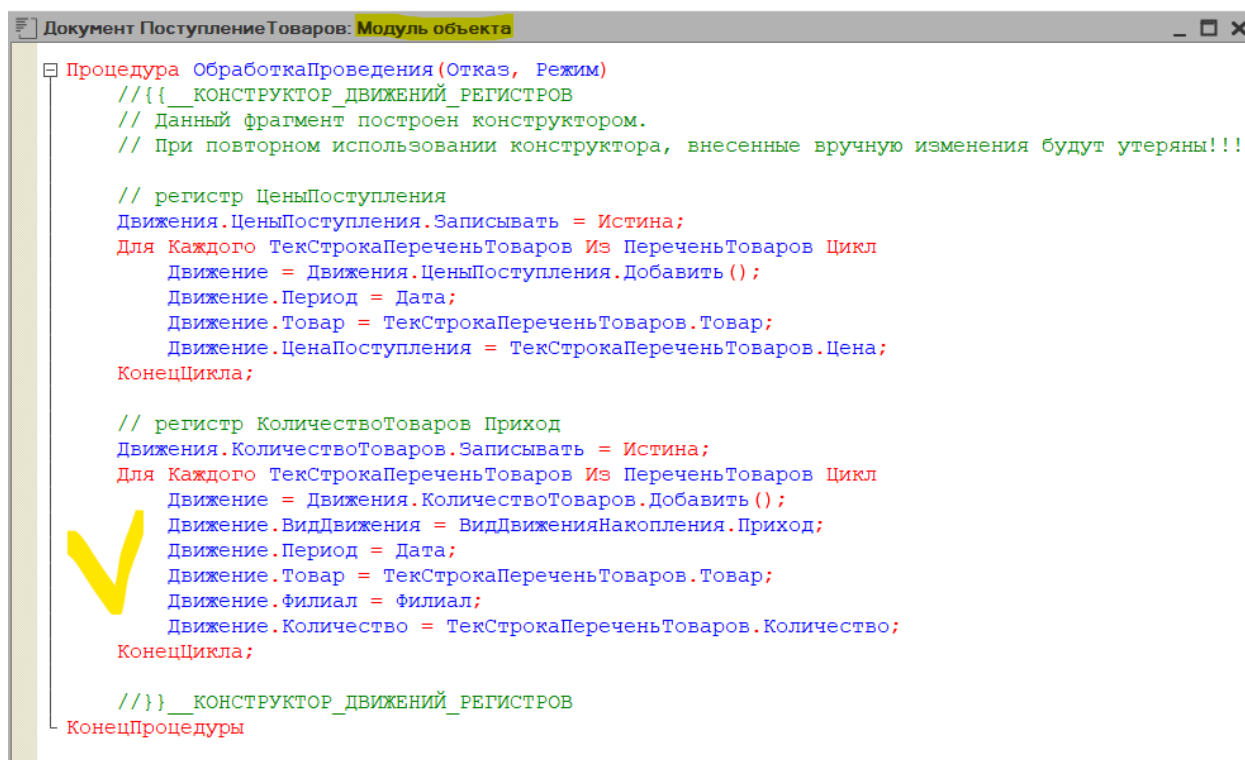 Документ ПоступлениеТоваров: Модуль объекта
Процедура ОбработкаПроведения(Отказ, Режим)
//{{__КОНСТРУКТОР_ДВИЖЕНИЙ_РЕГИСТРОВ
// Данный фрагмент построен конструктором.
// При повторном использовании конструктора, внесенные вручную изменения будут утеряны!!!
// регистр ЦеныПоступления
Движения.ЦеныПоступления.Записывать = Истина;
Для Каждого ТекСтрокаПереченьТоваров Из ПереченьТоваров Цикл
Движение = Движения.ЦеныПоступления.Добавить();
Движение.Период = Дата;
Движение.Товар = ТекСтрокаПереченьТоваров.Товар;
Движение.ЦенаПоступления = ТекСтрокаПереченьТоваров.Цена;
КонецЦикла;
// регистр КоличествоТоваров Приход
Движения.КоличествоТоваров.Записывать = Истина;
Для Каждого ТекСтрокаПереченьТоваров Из ПереченьТоваров Цикл
Движение = Движения.КоличествоТоваров.Добавить();
Движение.ВидДвижения = ВидДвиженияНакопления.Приход;
Движение.Период = Дата;
Движение.Товар = ТекСтрокаПереченьТоваров.Товар;
Движение.Филиал = Филиал;
Движение.Количество = ТекСтрокаПереченьТоваров.Количество;
КонецЦикла;
//}}__КОНСТРУКТОР_ДВИЖЕНИЙ_РЕГИСТРОВ
КонецПроцедуры